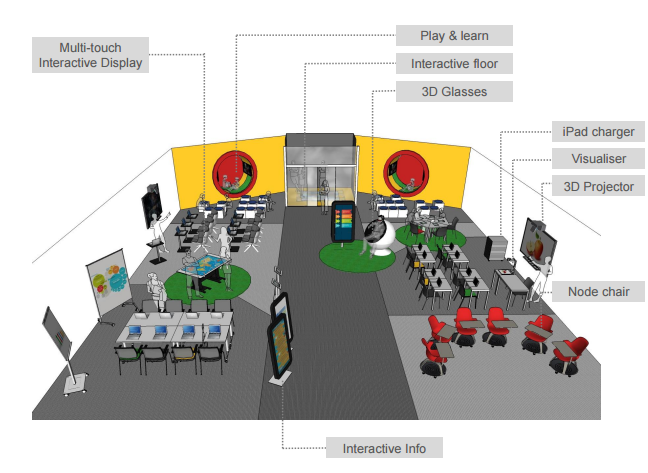 Play & learn
Multi-touch
Interactive Display
Interactive floor
3D Glasses
iPad charger
Visualiser
3D Projector
Node chair
Interactive Info